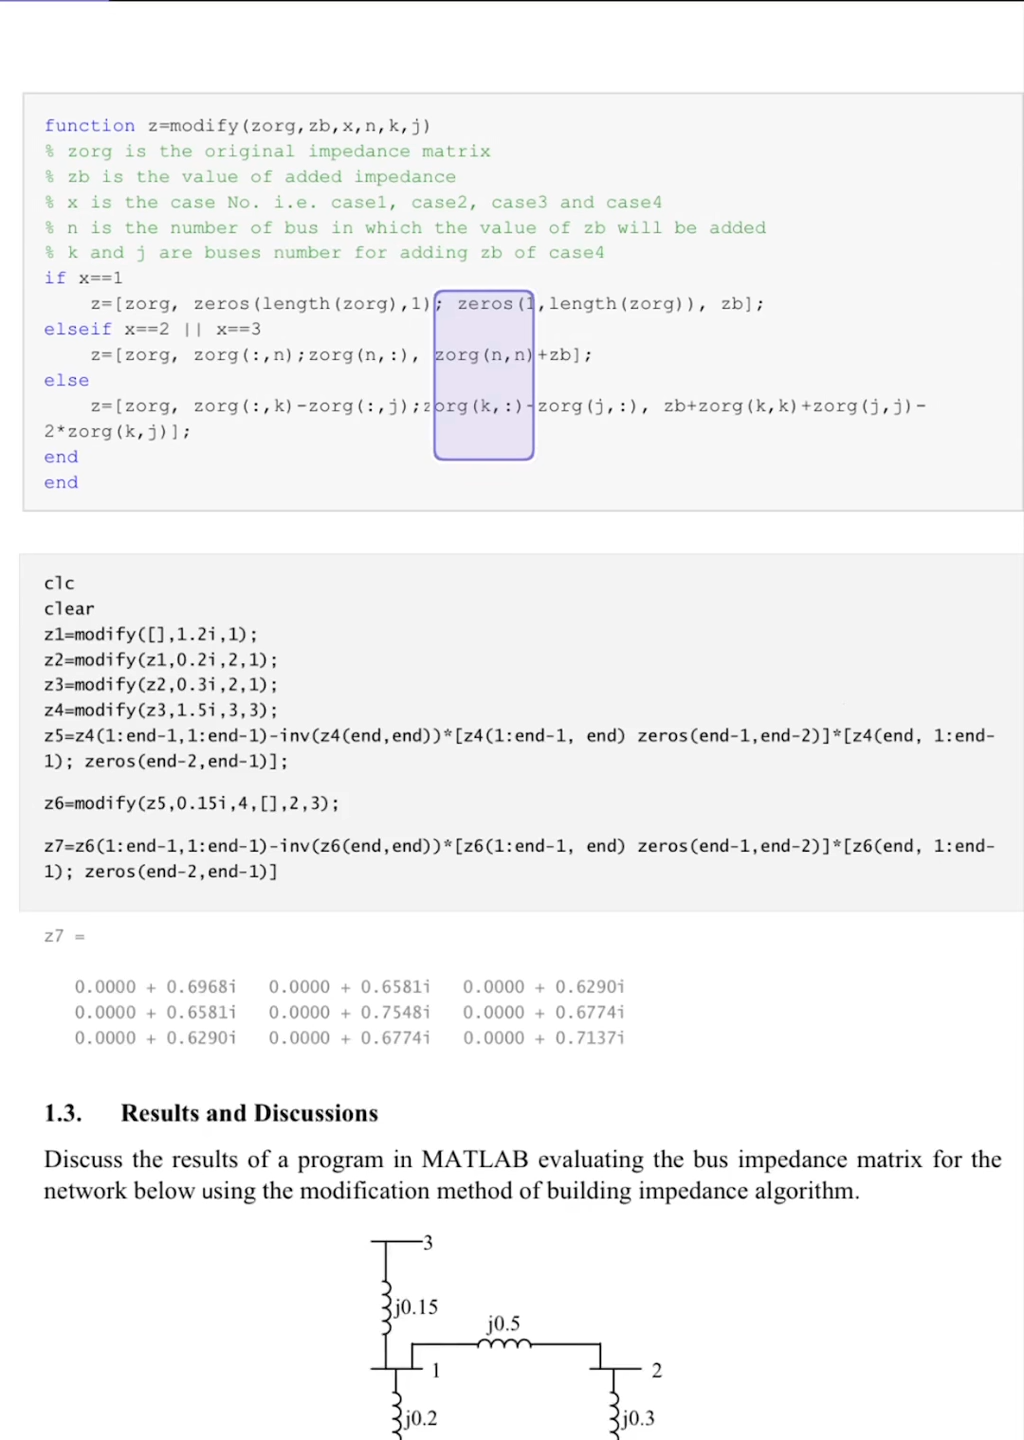 function z=modify(zorg,zb,x,n,k,j)
% zorg is the original impedance matrix
% zb is the value of added impedance
% x is the case No. i.e. case1, case2, case3 and case4
% n is the number of bus in which the value of zb will be added
% k and j are buses number for adding zb of case4
if x==1
z=[zorg, zeros(length(zorg),1); zeros(1,length(zorg)), zb];
elseif x==2 || x==3
z=[zorg, zorg(:,n);zorg(n,:), zorg(n,n)+zb];
else
z=[zorg, zorg(:,k)-zorg(:,j);zorg(k,:)-zorg(j,:), zb+zorg(k,k)+zorg(j,j)-
2*zorg(k,j)];
end
end
clc
clear
z1=modify([],1.2i,1);
z2=modify(z1,0.2i,2,1);
z3=modify(z2,0.3i,2,1);
z4=modify(z3,1.5i,3,3);
z5=z4(1:end-1,1:end-1)-inv(z4(end,end))*[z4(1:end-1, end) zeros(end-1,end-2)]*[z4(end, 1:end-
1); zeros(end-2,end-1)];
z6=modify(z5,0.15i,4,[],2,3);
z7=z6(1:end-1,1:end-1)-inv(z6(end,end))*[z6(1:end-1, end) zeros(end-1,end-2)]*[z6(end, 1:end-
1); zeros(end-2,end-1)]
z7 =
0.0000 + 0.6968i 0.0000 + 0.6581i 0.0000 + 0.6290i
0.0000 + 0.6581i 0.0000 + 0.7548i 0.0000 + 0.6774i
0.0000 + 0.6290i 0.0000 + 0.6774i 0.0000 + 0.7137i
1.3. Results and Discussions
Discuss the results of a program in MATLAB evaluating the bus impedance matrix for the
network below using the modification method of building impedance algorithm.
3
j0.15
j0.5
1
2
j0.2
j0.3